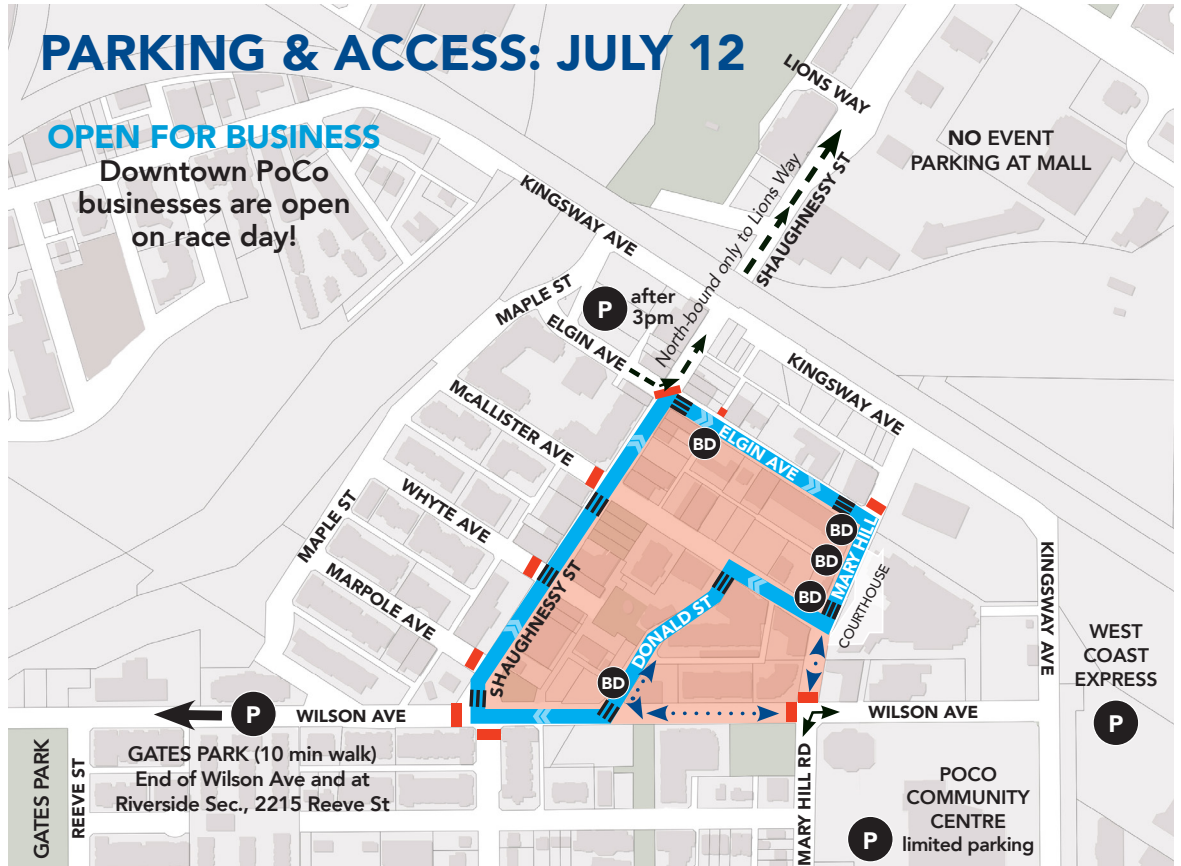 PARKING & ACCESS: JULY 12
OPEN FOR BUSINESS
Downtown PoCo
businesses are open
on race day!
LIONS WAY
NO EVENT
PARKING AT MALL
KINGSWAY AVE
North-bound only to Lions Way
SHAUGHNESSY ST
MAPLE ST
P
after
3pm
ELGIN AVE
KINGSWAY AVE
McALLISTER AVE
ELGIN AVE
BD
WHYTE AVE
MAPLE ST
BD
BD
BD
MARY HILL
COURTHOUSE
KINGSWAY AVE
MARPOLE AVE
SHAUGHNESSY ST
DONALD ST
BD
WEST
COAST
EXPRESS
P
P
WILSON AVE
WILSON AVE
GATES PARK (10 min walk)
End of Wilson Ave and at
Riverside Sec., 2215 Reeve St
GATES PARK
REEVE ST
MARY HILL RD
POCO
COMMUNITY
CENTRE
limited parking
P